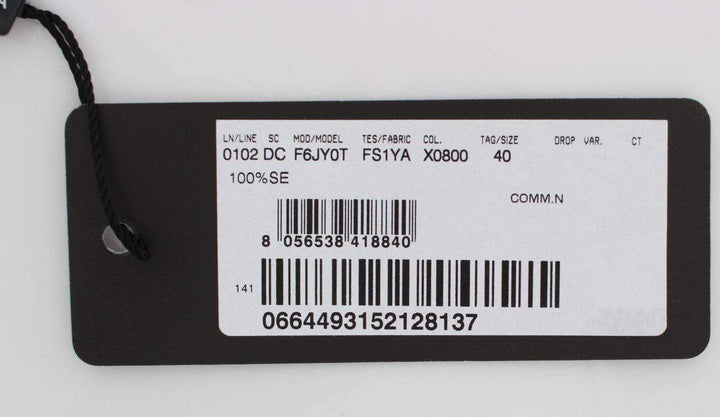 LN/LINE SC MOD/MODEL TES/FABRIC COL. TAG/SIZE DROP VAR. CT
0102 DC F6JY0T FS1YA X0800 40
100%SE
COMM.N
8 056538 418840
141
0664493152128137